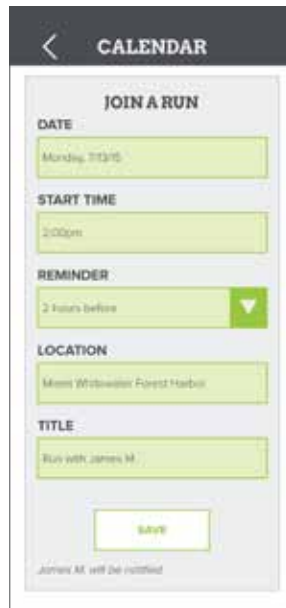 CALENDAR
JOIN A RUN
DATE
Monday, 7/13/15
START TIME
2:00pm
REMINDER
2 hours before
LOCATION
Miami Whitewater Forest Harbor
TITLE
Run with James M.
SAVE
James M. will be notified